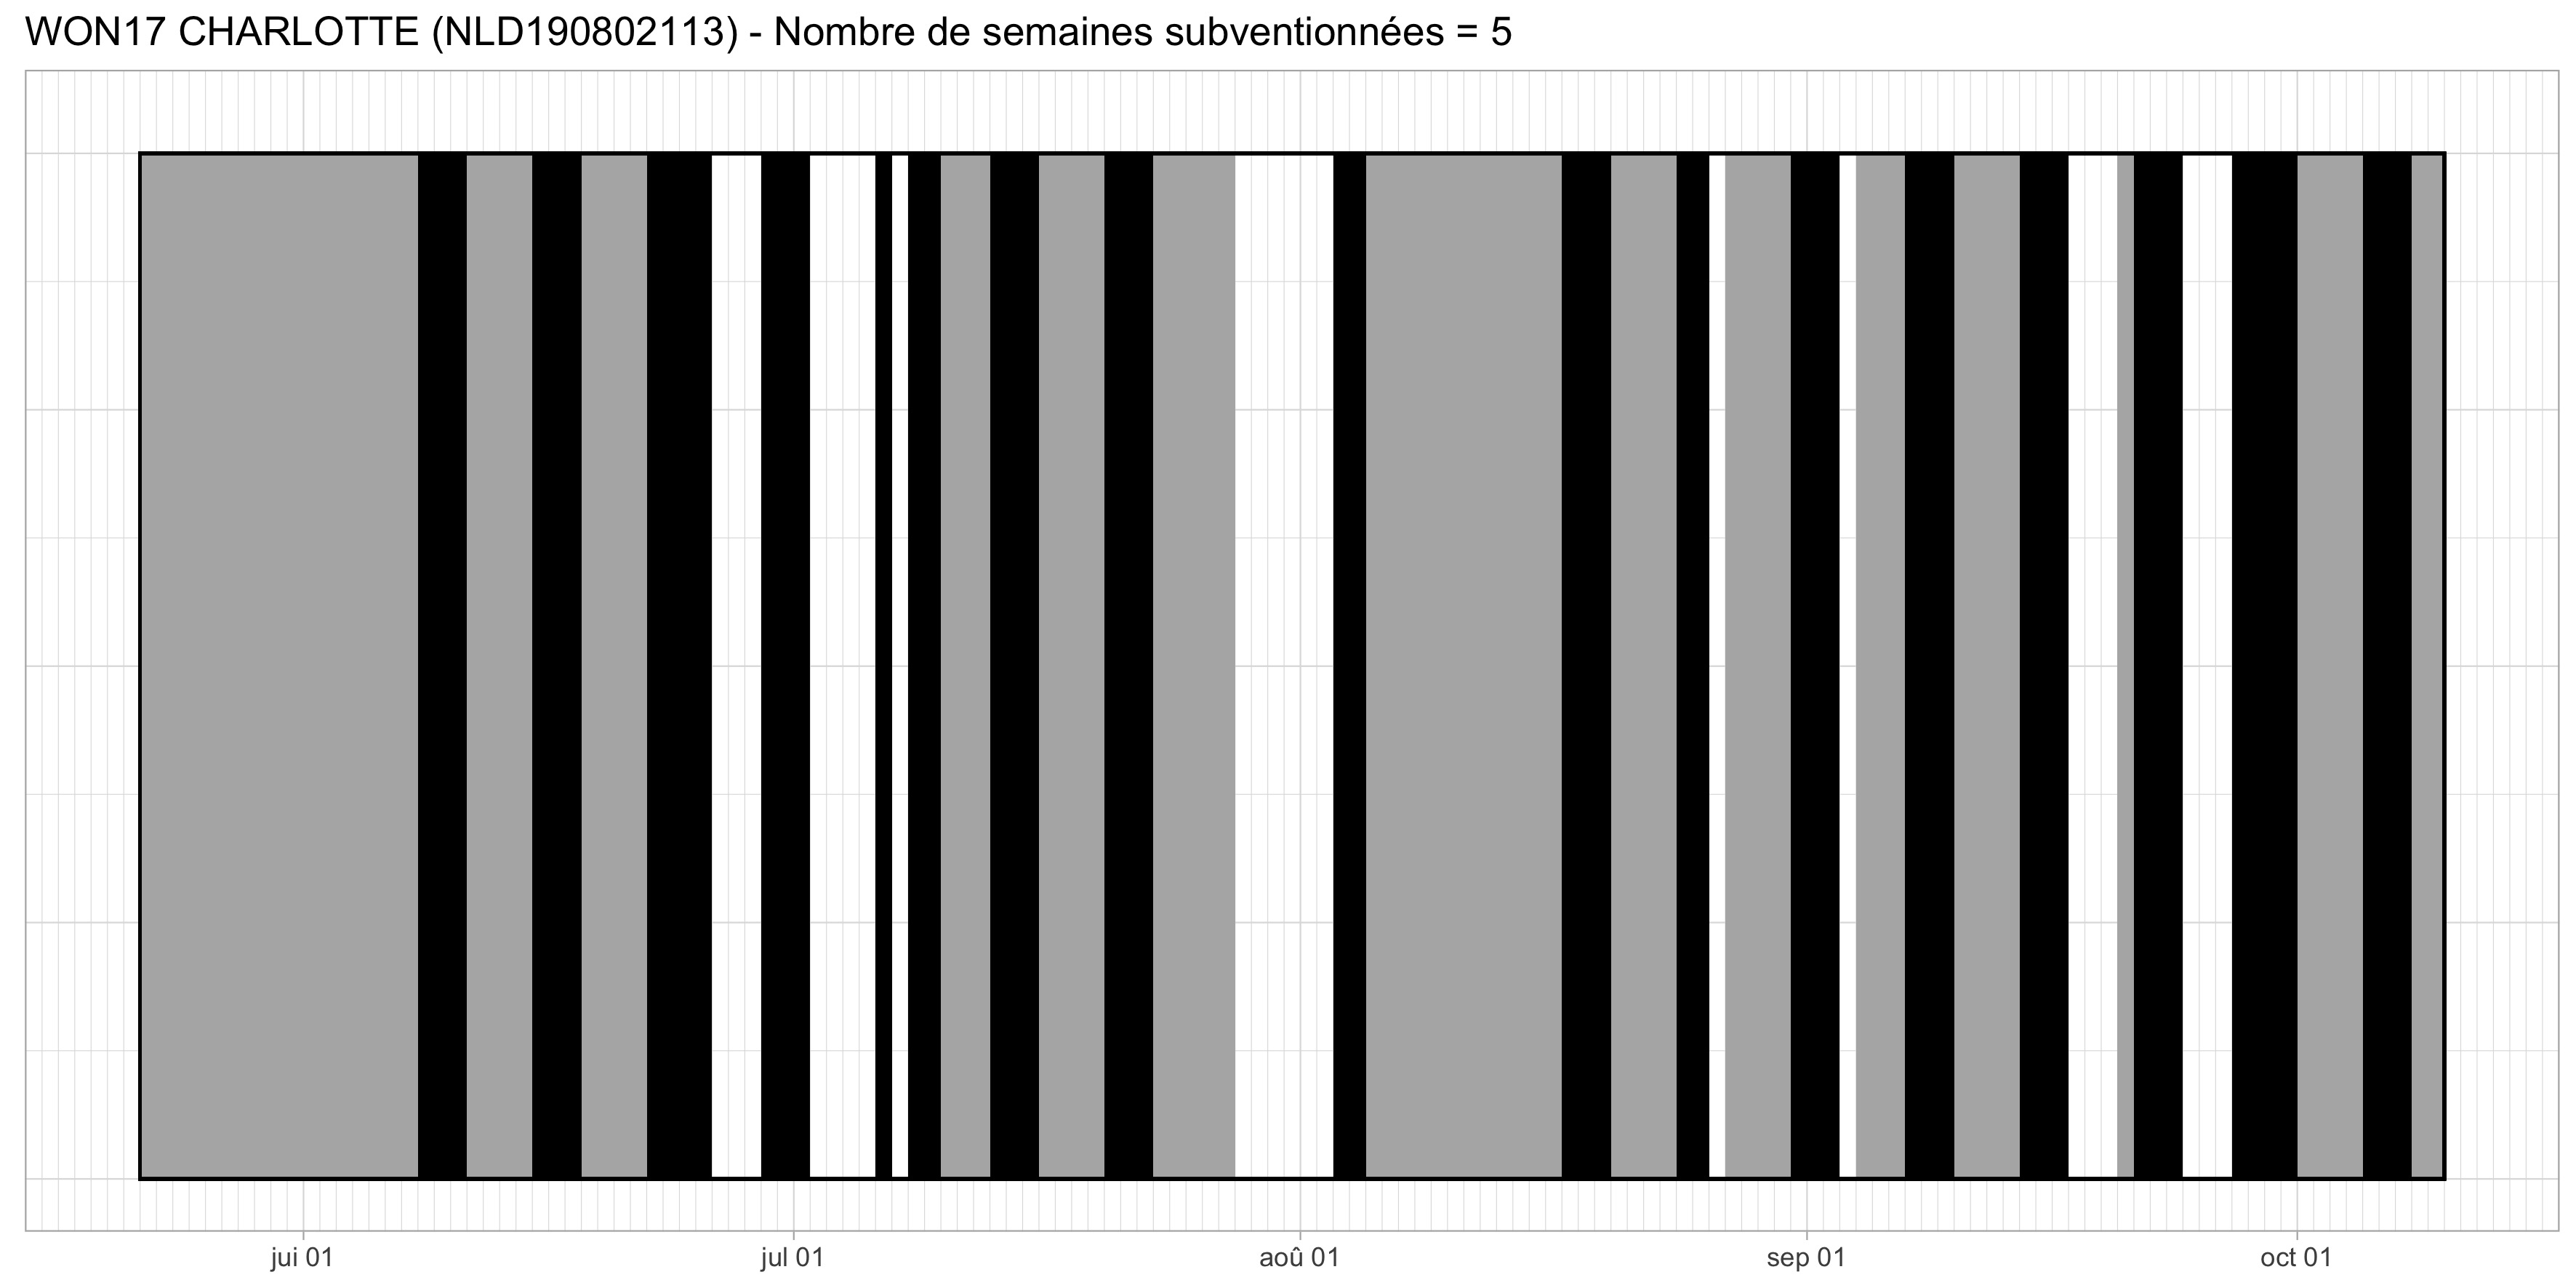 WON17 CHARLOTTE (NLD190802113) - Nombre de semaines subventionnées = 5
jui 01
jul 01
aoû 01
sep 01
oct 01